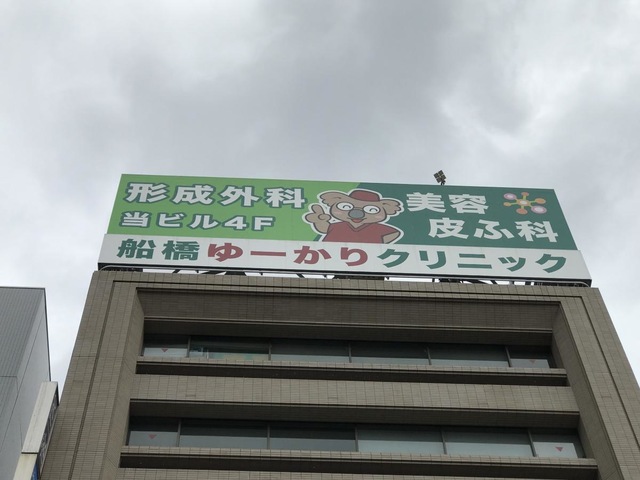 形成外科
当ビル4F
美容
皮ふ科
船橋ゆーかりクリニック